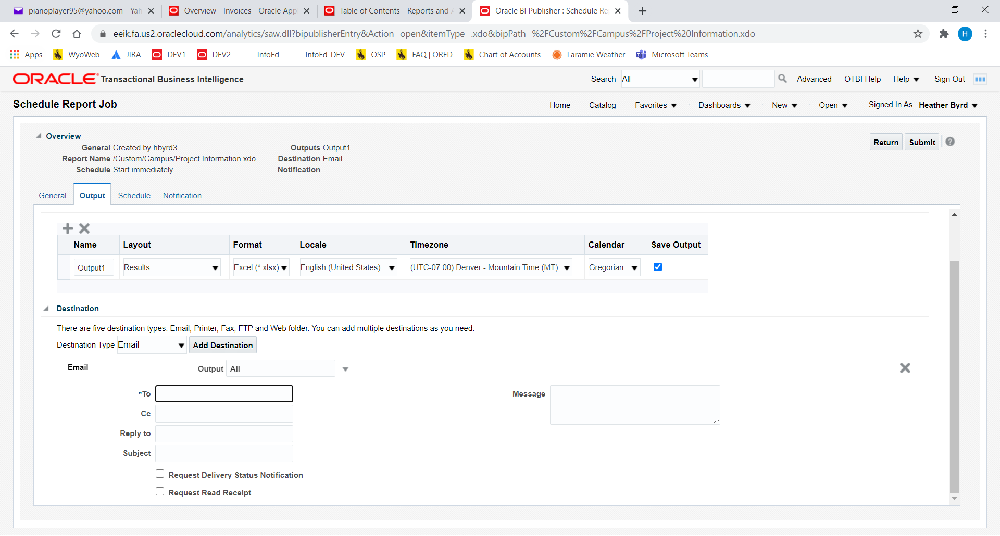 pianoplayer95@yahoo.com - Yah
Overview - Invoices - Oracle Appl
Table of Contents - Reports and A
Oracle BI Publisher : Schedule Re
eeik.fa.us2.oraclecloud.com/analytics/saw.dll?bipublisherEntry&Action=open&itemType=.xdo&bipPath=%2FCustom%2FCampus%2FProject%20Information.xdo
H
Apps WyoWeb JIRA DEV1 DEV2 InfoEd InfoEd-DEV OSP FAQ | ORED Chart of Accounts Laramie Weather Microsoft Teams
ORACLE Transactional Business Intelligence
Search All Advanced OTBI Help Help Sign Out
Schedule Report Job
Home Catalog Favorites Dashboards New Open Signed In As Heather Byrd
Overview
Return Submit ?
General Created by hbyrd3
Outputs Output1
Report Name /Custom/Campus/Project Information.xdo
Destination Email
Schedule Start immediately
Notification
General Output Schedule Notification
Name Layout Format Locale Timezone Calendar Save Output
Output1 Results Excel (*.xlsx) English (United States) (UTC-07:00) Denver - Mountain Time (MT) Gregorian
Destination
There are five destination types: Email, Printer, Fax, FTP and Web folder. You can add multiple destinations as you need.
Destination Type Email Add Destination
Email Output All
*To
Message
Cc
Reply to
Subject
Request Delivery Status Notification
Request Read Receipt